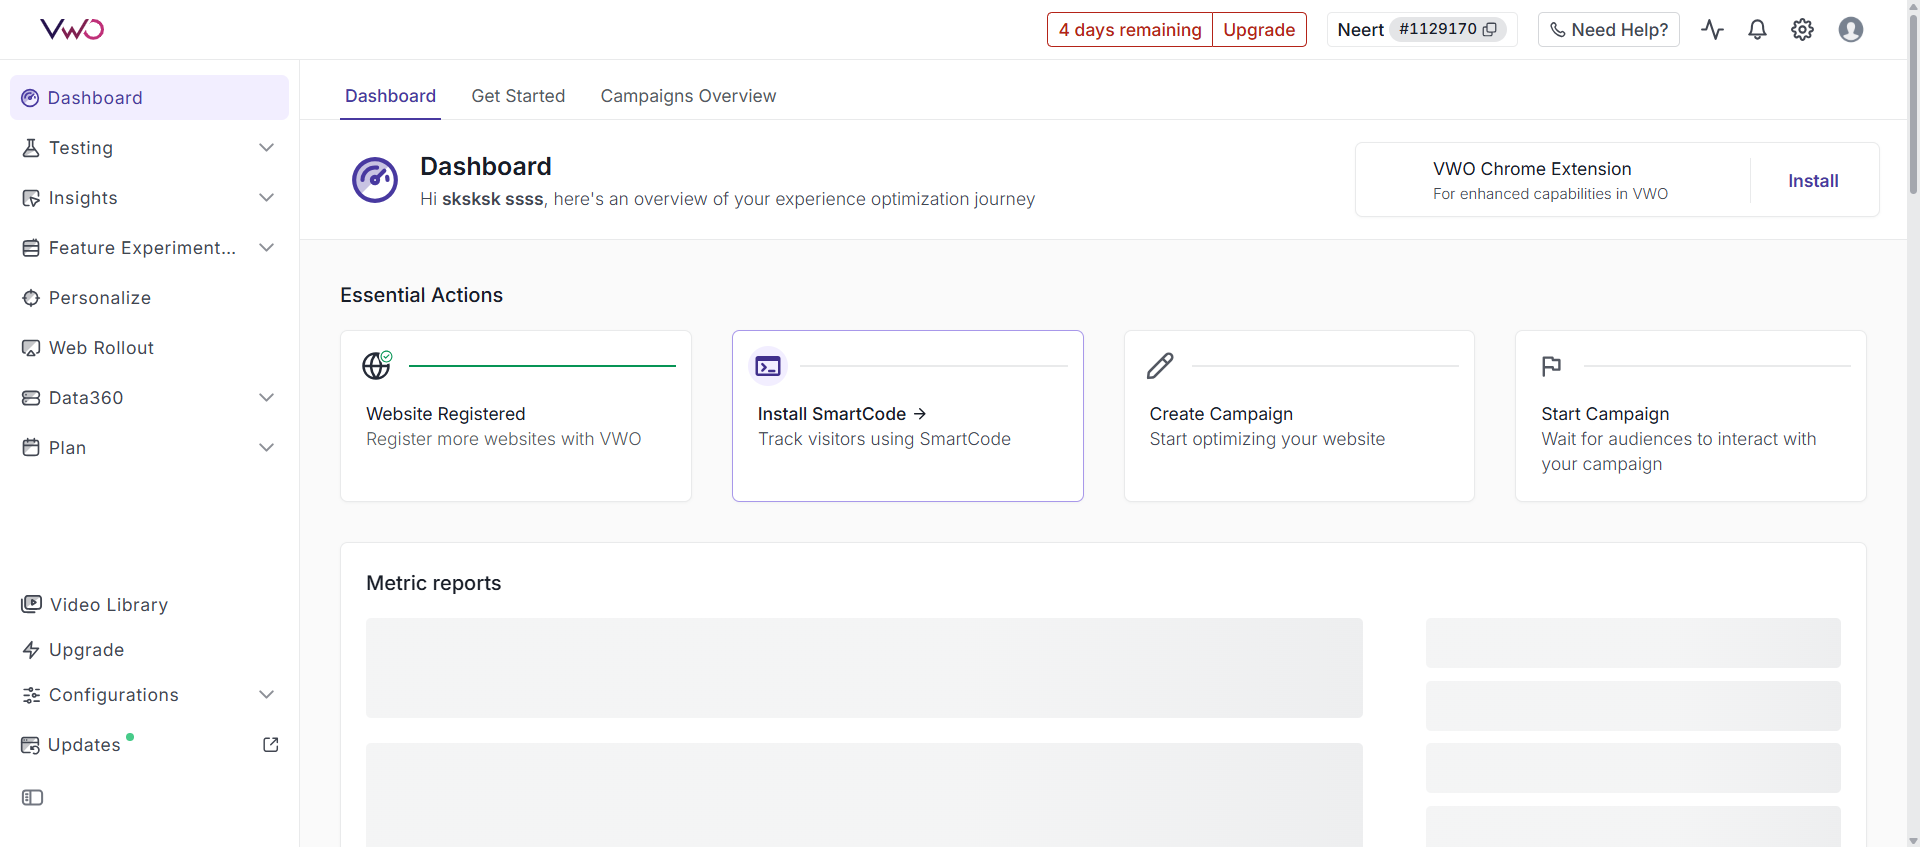 VWO
4 days remaining Upgrade Neert #1129170 Need Help?
Dashboard
Testing
Insights
Feature Experiment...
Personalize
Web Rollout
Data360
Plan
Video Library
Upgrade
Configurations
Updates
Dashboard Get Started Campaigns Overview
Dashboard
Hi sksksk ssss, here's an overview of your experience optimization journey
VWO Chrome Extension
For enhanced capabilities in VWO
Install
Essential Actions
Website Registered
Register more websites with VWO
Install SmartCode →
Track visitors using SmartCode
Create Campaign
Start optimizing your website
Start Campaign
Wait for audiences to interact with
your campaign
Metric reports